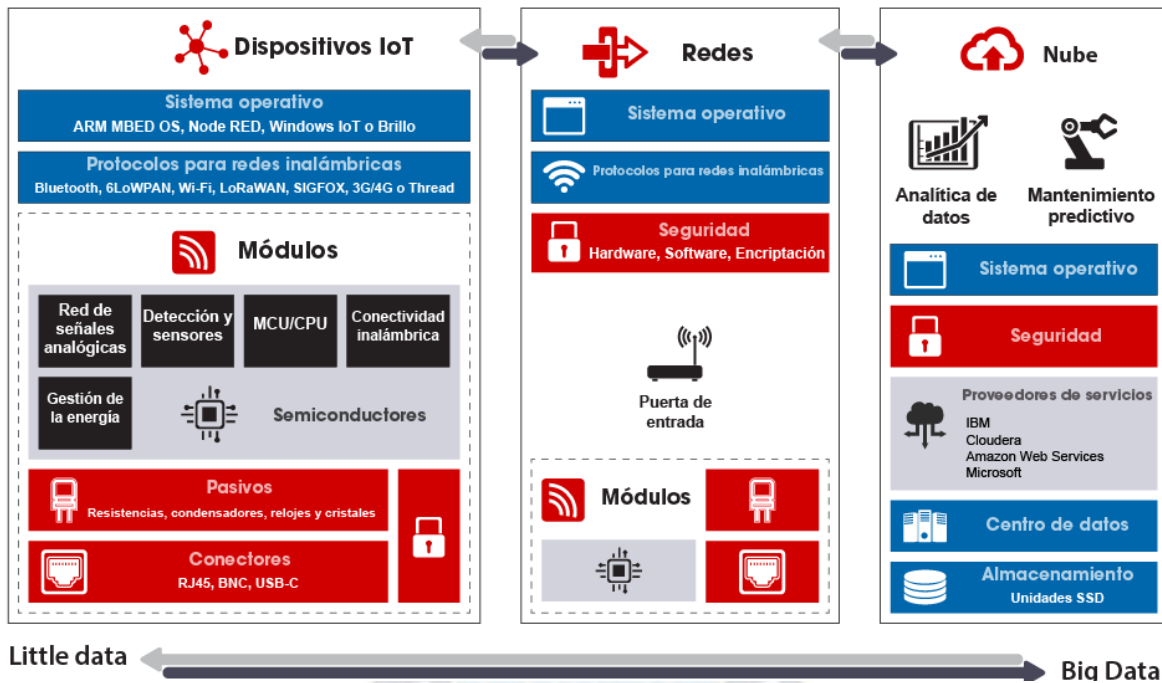 Dispositivos IoT
Sistema operativo
ARM MBED OS, Node RED, Windows IoT o Brillo
Protocolos para redes inalámbricas
Bluetooth, 6LoWPAN, Wi-Fi, LoRaWAN, SIGFOX, 3G/4G o Thread
Módulos
Red de
señales
analógicas
Detección y
sensores
MCU/CPU
Conectividad
inalámbrica
Gestión de
la energía
Semiconductores
Pasivos
Resistencias, condensadores, relojes y cristales
Conectores
RJ45, BNC, USB-C
Redes
Sistema operativo
Protocolos para redes inalámbricas
Seguridad
Hardware, Software, Encriptación
Puerta de
entrada
Módulos
Nube
Analítica de
datos
Mantenimiento
predictivo
Sistema operativo
Seguridad
Proveedores de servicios
IBM
Cloudera
Amazon Web Services
Microsoft
Centro de datos
Almacenamiento
Unidades SSD
Little data
Big Data